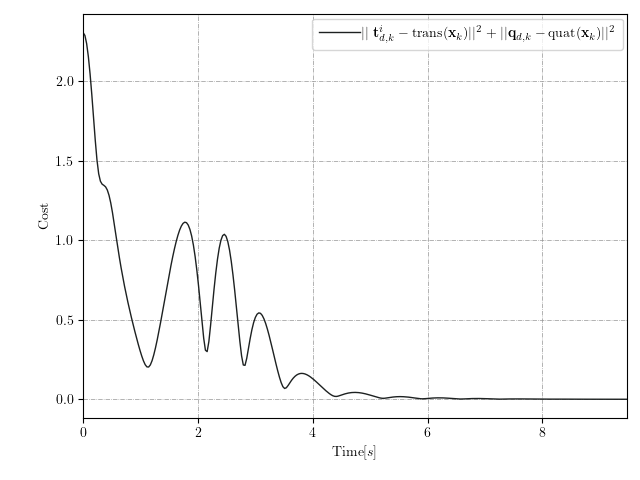 || t^i_{d,k} − trans(x_k)||² + ||q_{d,k} − quat(x_k)||²
2.0
1.5
Cost
1.0
0.5
0.0
0 2 4 6 8
Time[s]